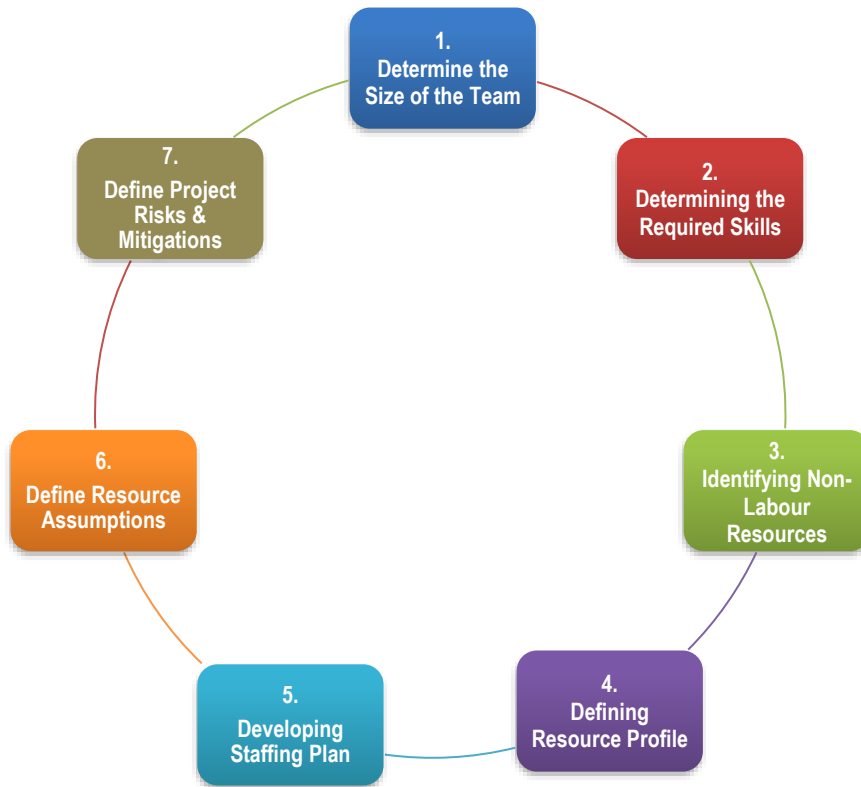 1.
Determine the
Size of the Team
2.
Determining the
Required Skills
3.
Identifying Non-
Labour
Resources
4.
Defining
Resource Profile
5.
Developing
Staffing Plan
6.
Define Resource
Assumptions
7.
Define Project
Risks &
Mitigations